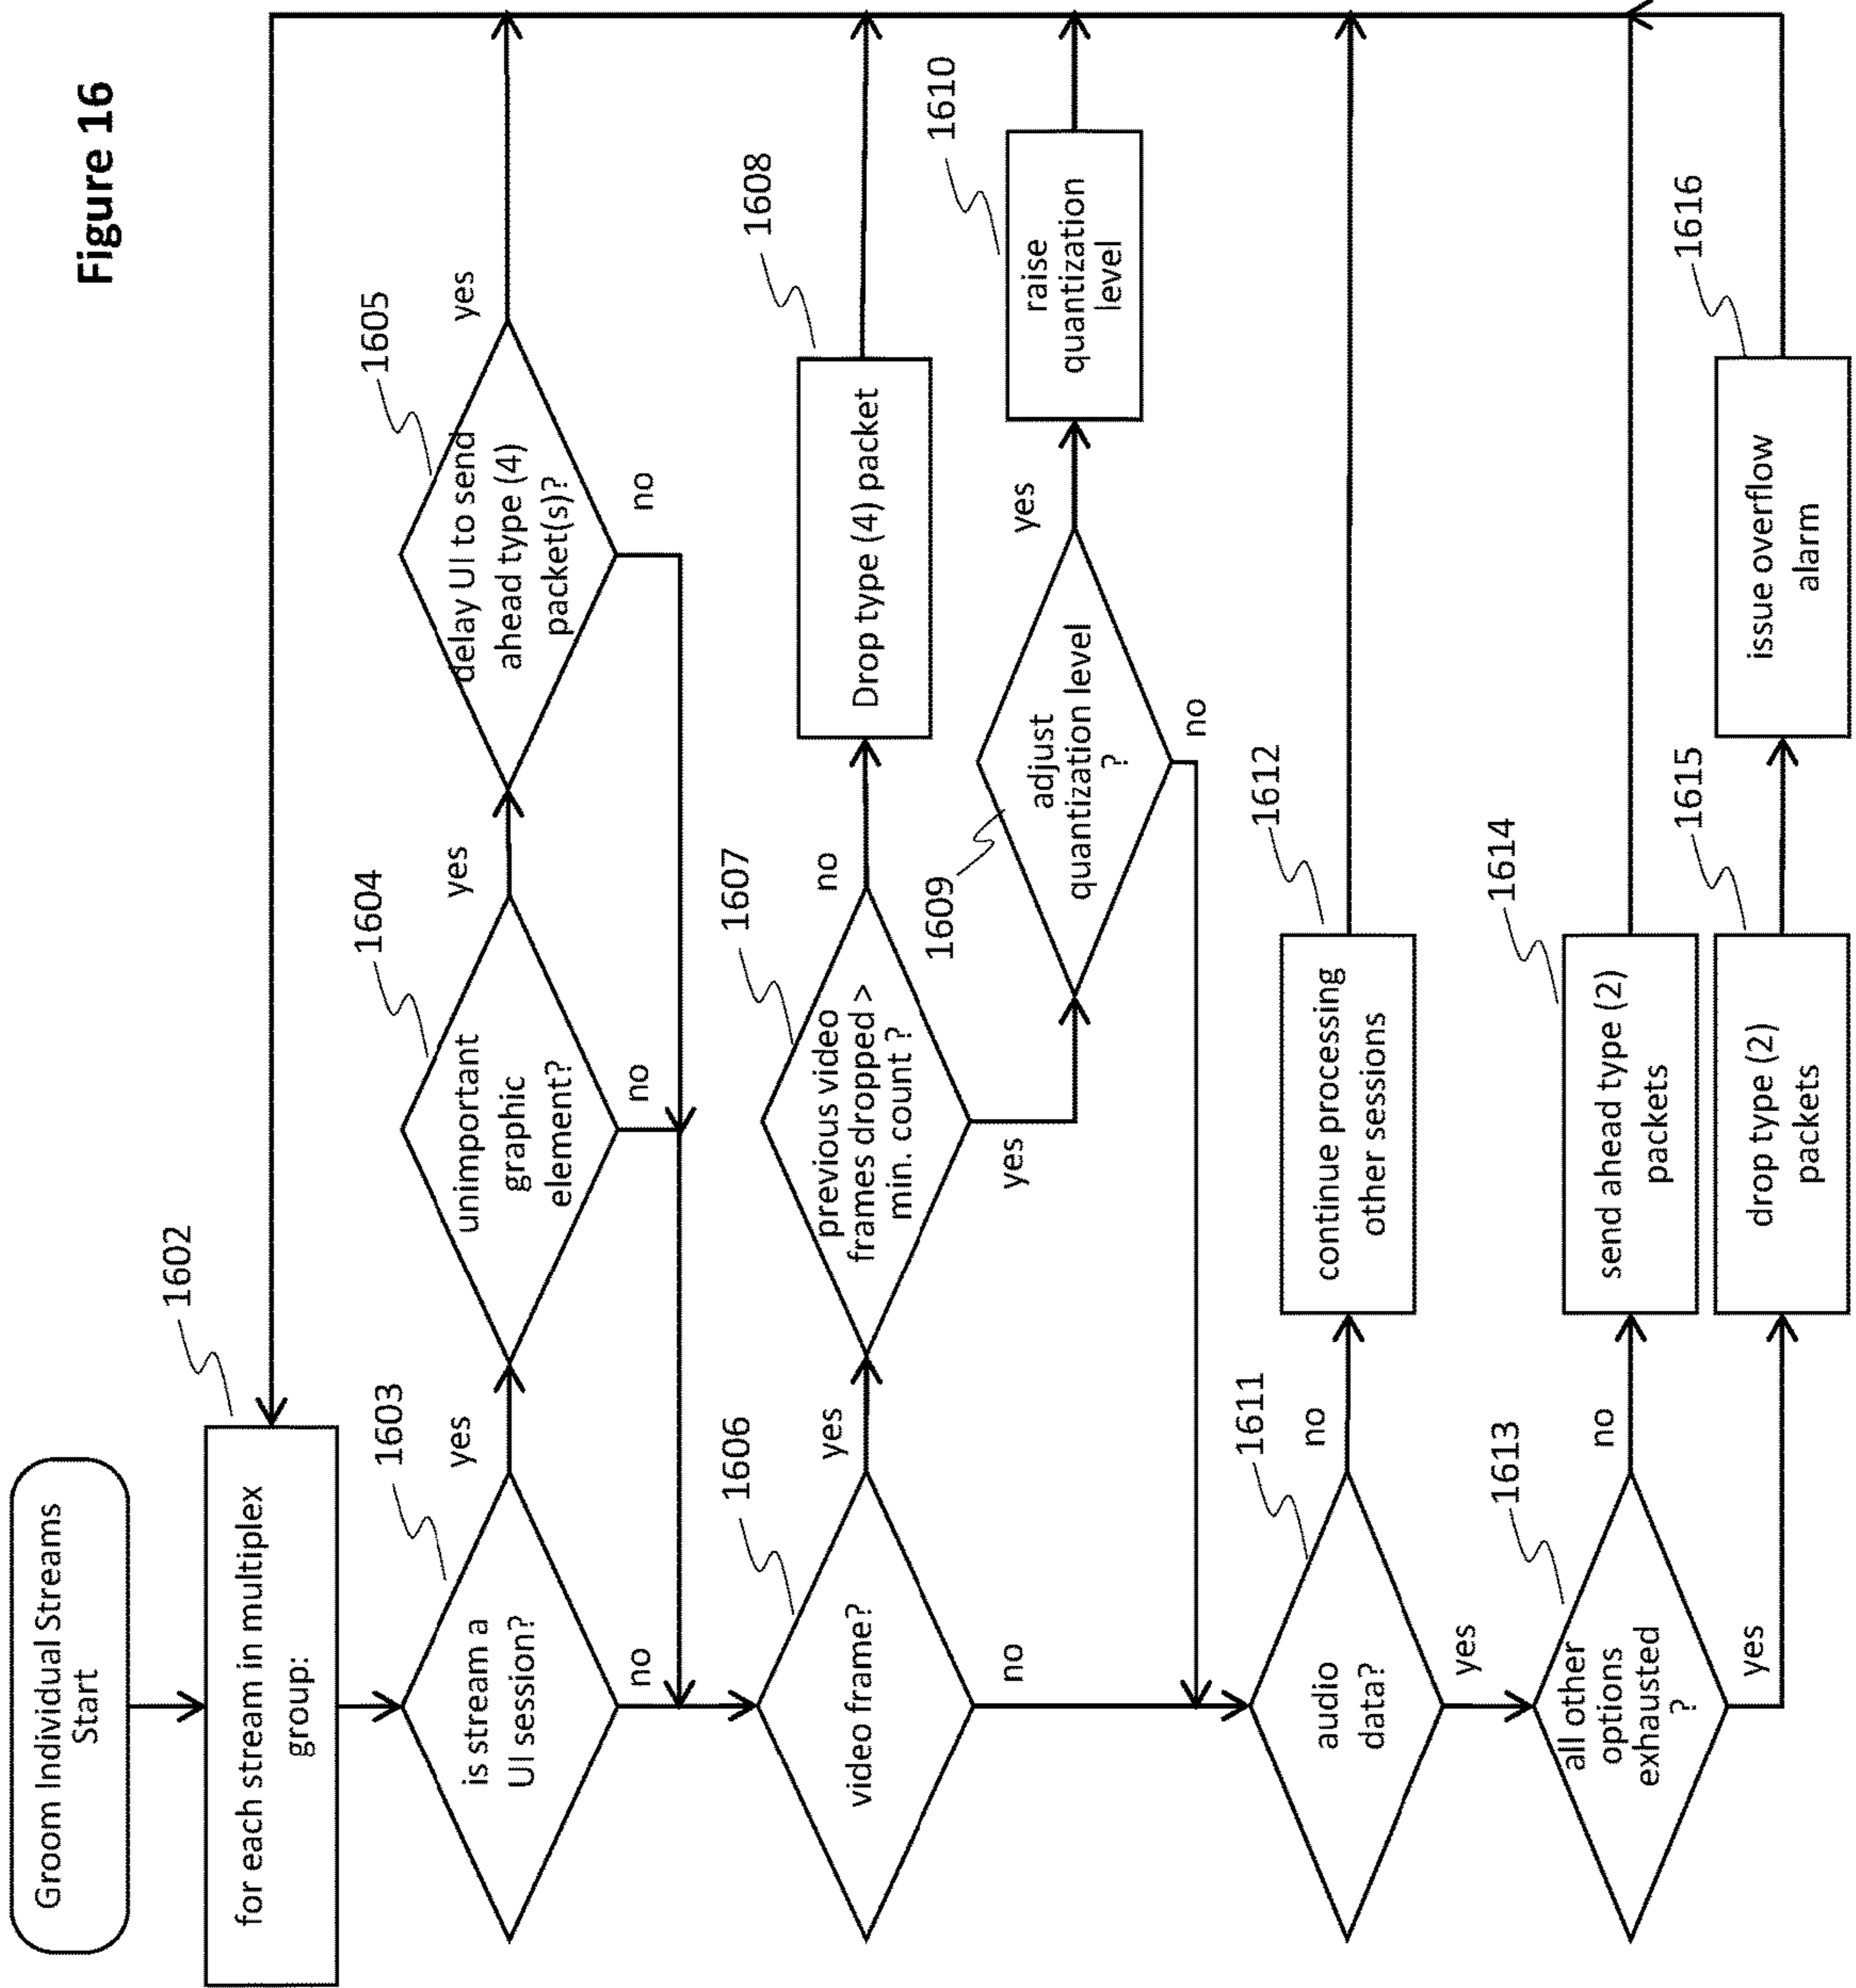 Figure 16
Groom Individual Streams
Start
1602
for each stream in multiplex
group:
1603
is stream a
UI session?
yes
no
1604
unimportant
graphic
element?
yes
no
1605
delay UI to send
ahead type (4)
packet(s)?
yes
no
1606
video frame?
yes
no
1607
previous video
frames dropped >
min. count ?
no
yes
1608
Drop type (4) packet
1609
adjust
quantization level
?
yes
no
1610
raise
quantization
level
1611
audio
data?
no
yes
1612
continue processing
other sessions
1613
all other
options
exhausted
?
no
yes
1614
send ahead type (2)
packets
1615
drop type (2)
packets
1616
issue overflow
alarm